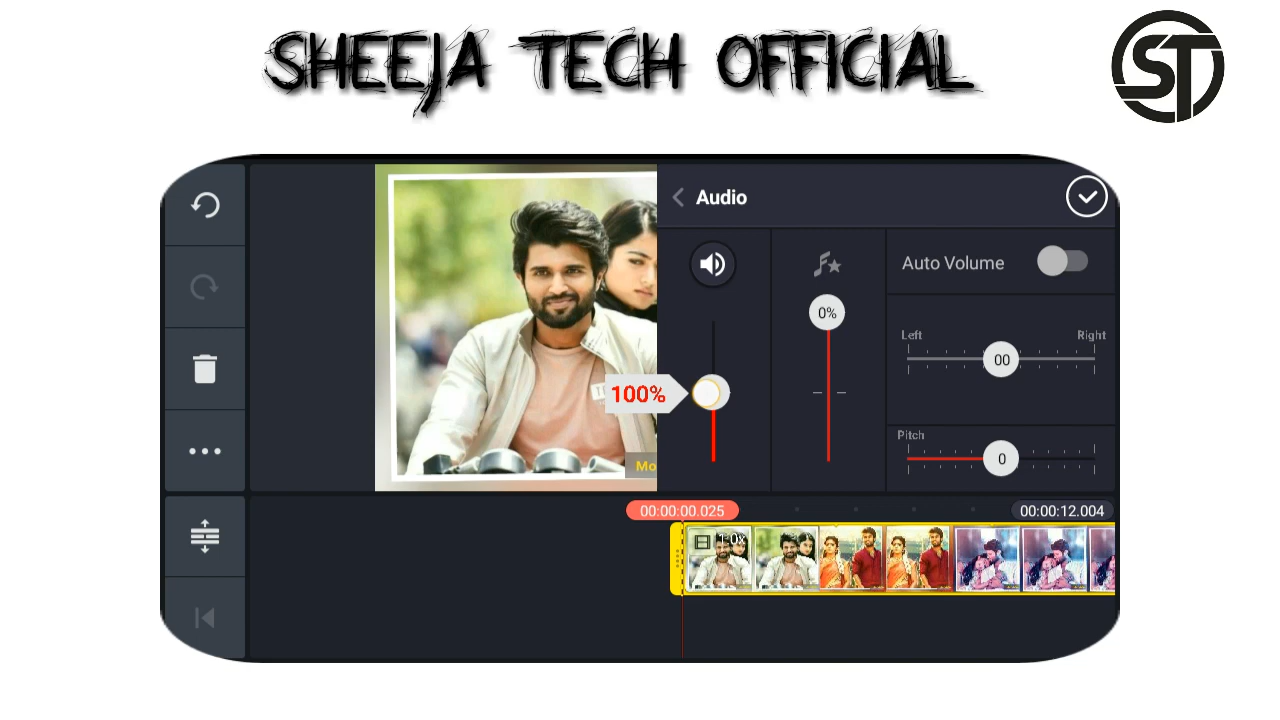 SHEEJA TECH OFFICIAL
ST
Audio
Auto Volume
0%
Left Right
00
100%
Pitch
0
Mo
00:00:00.025
00:00:12.004
1.0x